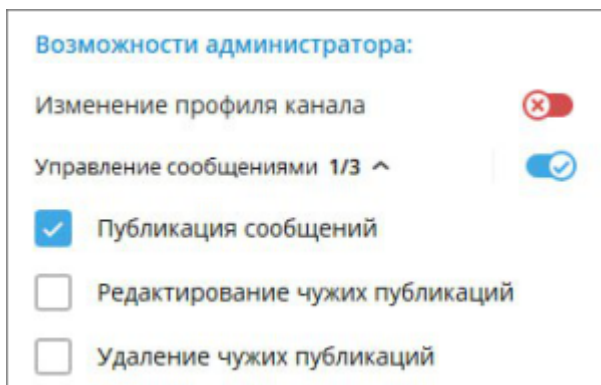 Возможности администратора:
Изменение профиля канала
Управление сообщениями 1/3
Публикация сообщений
Редактирование чужих публикаций
Удаление чужих публикаций